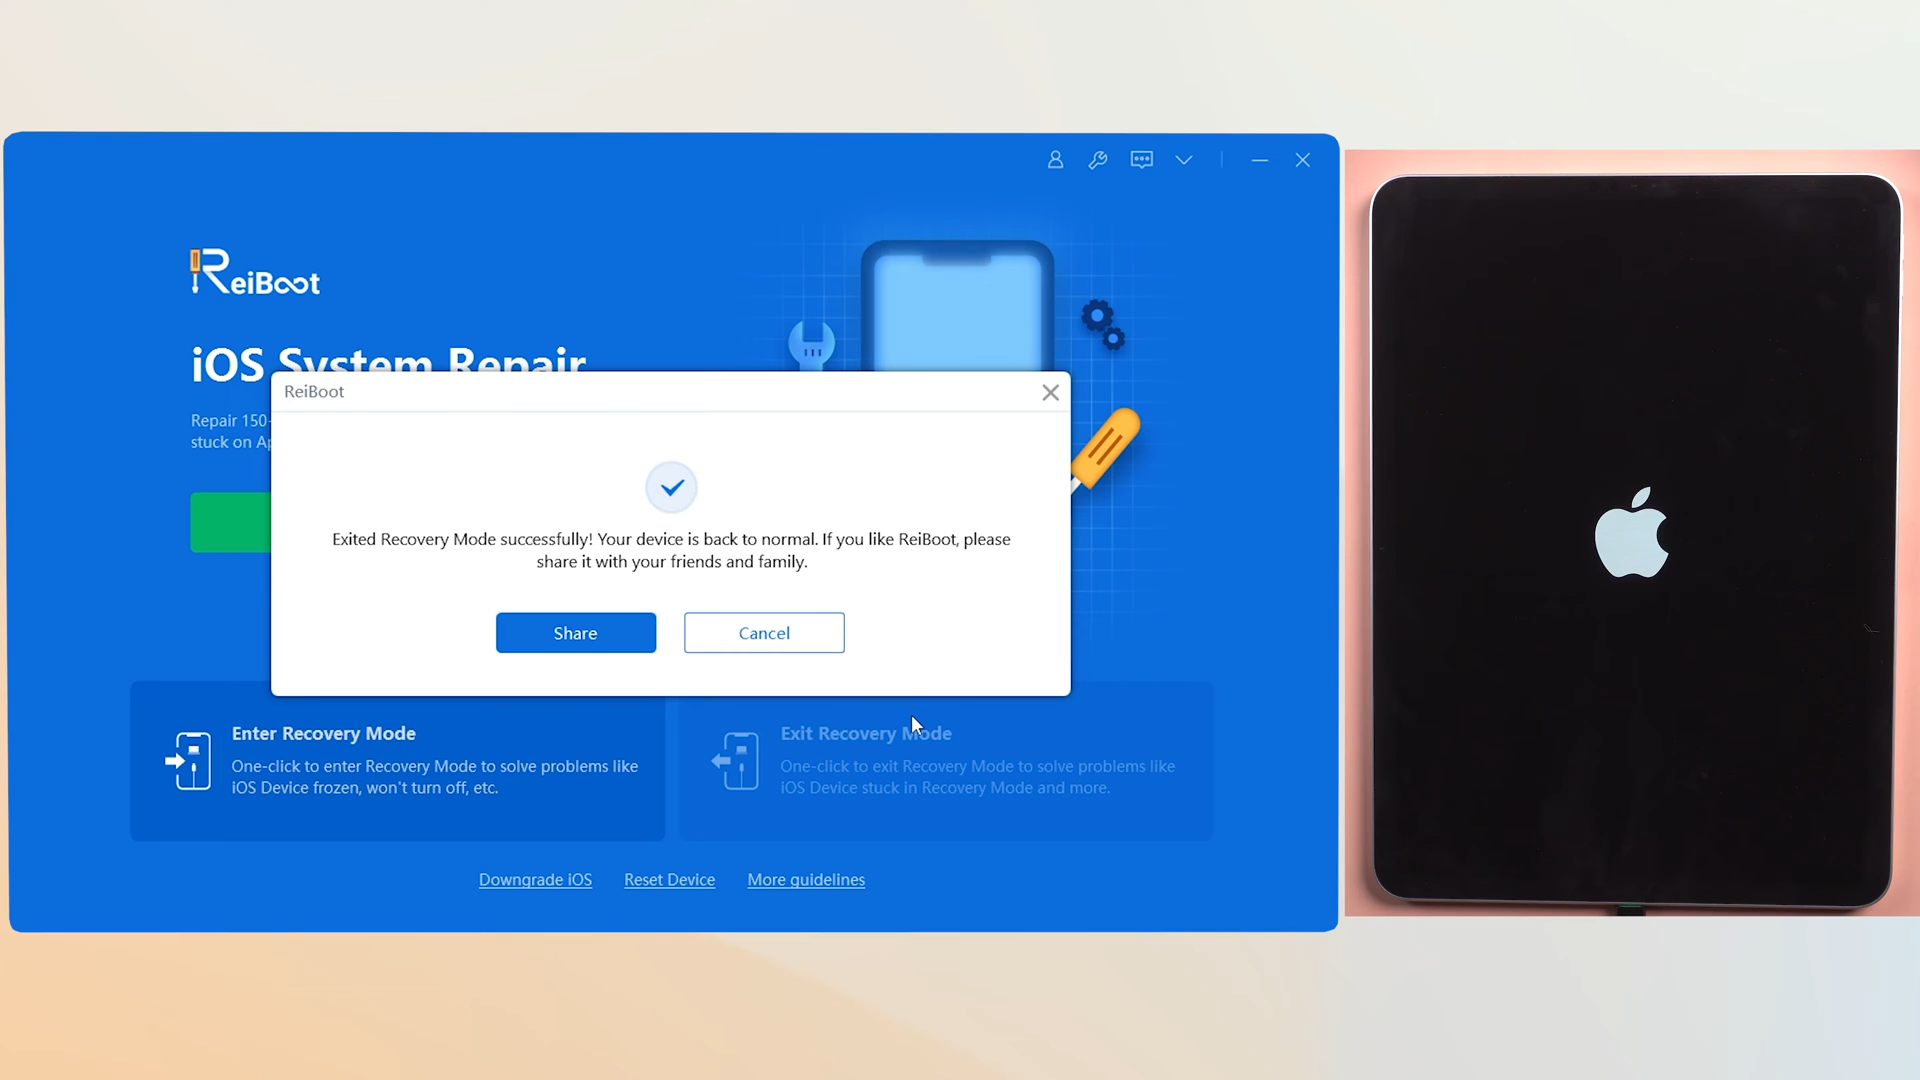 ReiBoot
iOS System Repair
ReiBoot
Repair 150
stuck on Ap
Exited Recovery Mode successfully! Your device is back to normal. If you like ReiBoot, please
share it with your friends and family.
Share
Cancel
Enter Recovery Mode
One-click to enter Recovery Mode to solve problems like
iOS Device frozen, won't turn off, etc.
Exit Recovery Mode
One-click to exit Recovery Mode to solve problems like
iOS Device stuck in Recovery Mode and more.
Downgrade iOS
Reset Device
More guidelines